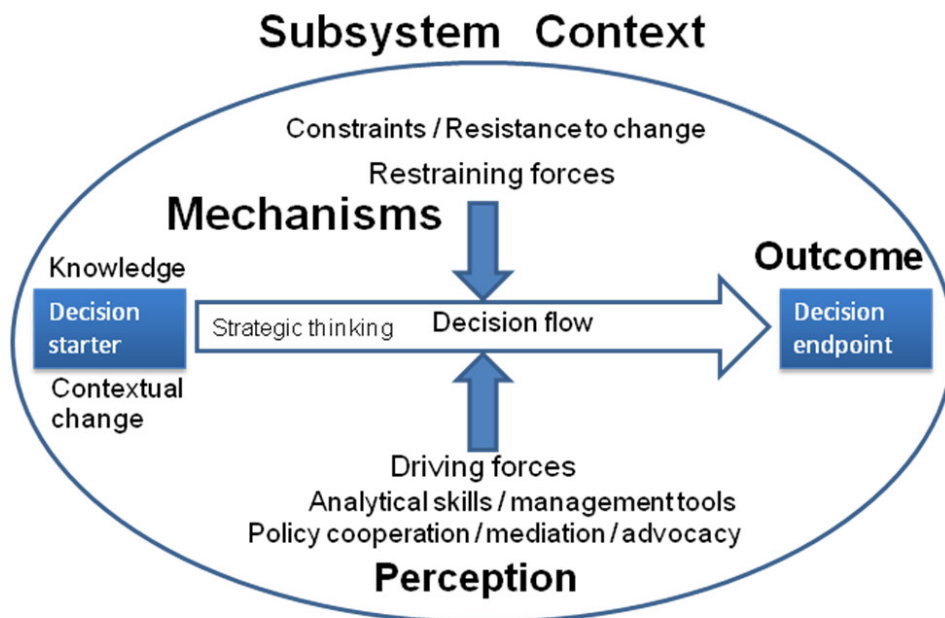 Subsystem Context
Constraints / Resistance to change
Restraining forces
Mechanisms
Knowledge
Decision
starter
Contextual
change
Strategic thinking
Decision flow
Outcome
Decision
endpoint
Driving forces
Analytical skills / management tools
Policy cooperation / mediation / advocacy
Perception